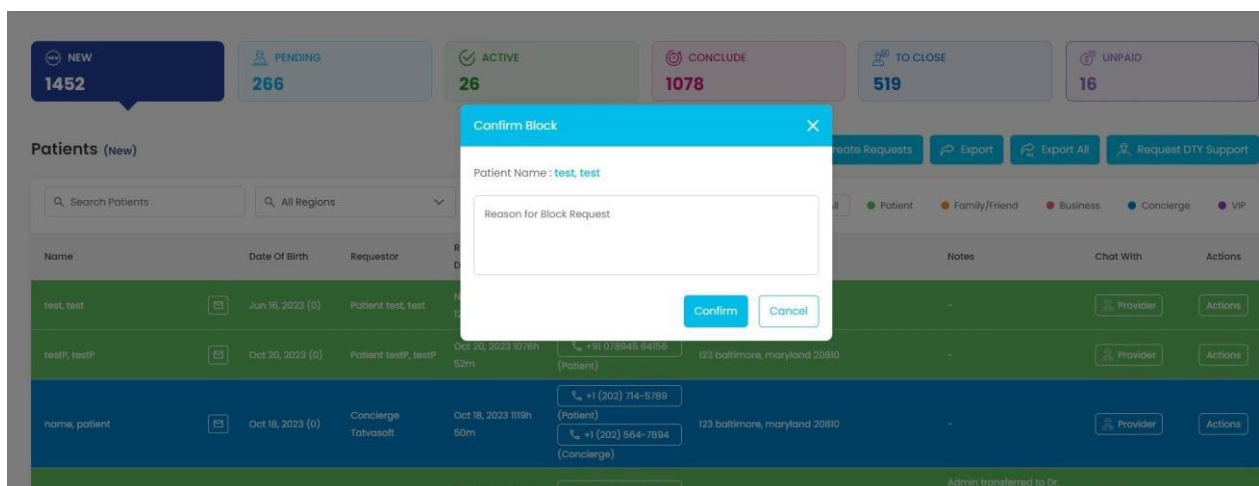 NEW
1452
PENDING
266
ACTIVE
26
CONCLUDE
1078
TO CLOSE
519
UNPAID
16
Confirm Block
Patient Name : test, test
Reason for Block Request
Confirm
Cancel
Patients (New)
Requests
Export
Export All
Request DTY Support
Search Patients
All Regions
Patient
Family/Friend
Business
Concierge
VIP
Name
Date Of Birth
Requestor
Notes
Chat With
Actions
test, test
Jun 16, 2023 (0)
Patient test, test
-
Provider
Actions
testP, testP
Oct 20, 2023 (0)
Patient testP, testP
Oct 20, 2023 1076h
52m
+91 078945 64156
(Patient)
123 baltimore, maryland 20810
-
Provider
Actions
name, patient
Oct 18, 2023 (0)
Concierge
Tatvasoft
Oct 18, 2023 1119h
50m
+1 (202) 714-5789
(Patient)
+1 (202) 564-7894
(Concierge)
123 baltimore, maryland 20810
-
Provider
Actions
Admin transferred to Dr.